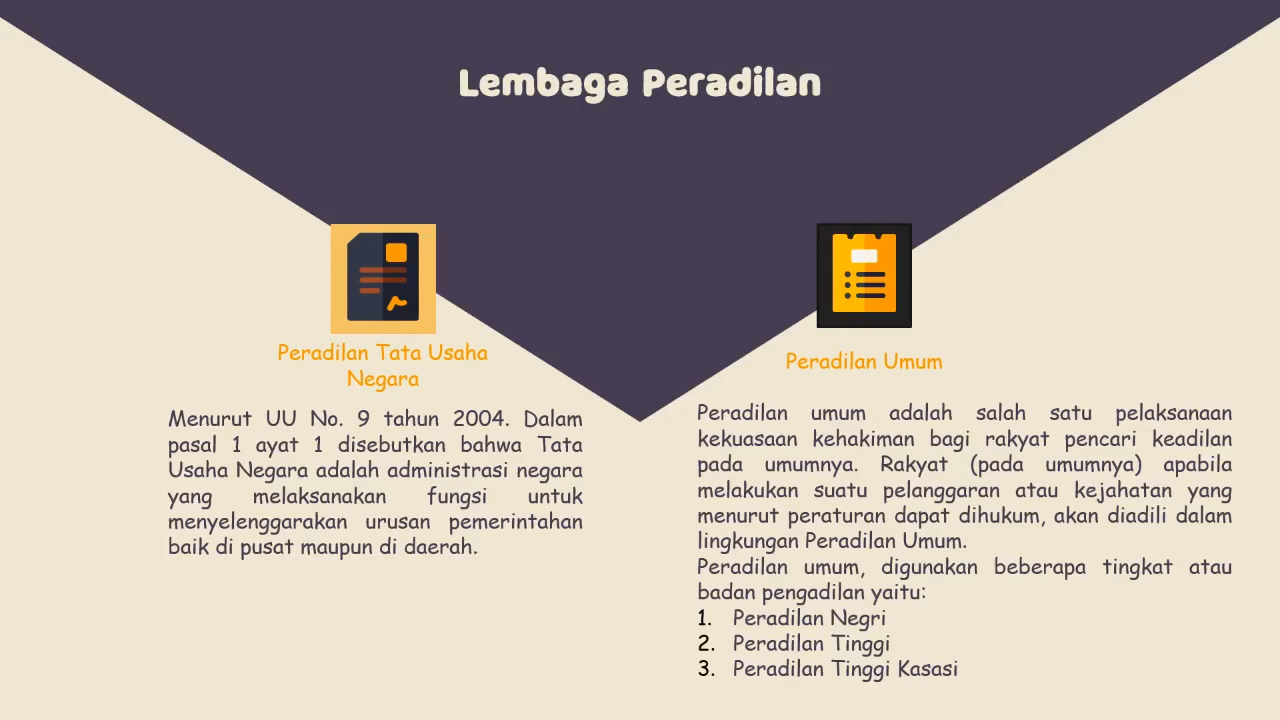 Lembaga Peradilan
Peradilan Tata Usaha
Negara
Menurut UU No. 9 tahun 2004. Dalam
pasal 1 ayat 1 disebutkan bahwa Tata
Usaha Negara adalah administrasi negara
yang melaksanakan fungsi untuk
menyelenggarakan urusan pemerintahan
baik di pusat maupun di daerah.
Peradilan Umum
Peradilan umum adalah salah satu pelaksanaan
kekuasaan kehakiman bagi rakyat pencari keadilan
pada umumnya. Rakyat (pada umumnya) apabila
melakukan suatu pelanggaran atau kejahatan yang
menurut peraturan dapat dihukum, akan diadili dalam
lingkungan Peradilan Umum.
Peradilan umum, digunakan beberapa tingkat atau
badan pengadilan yaitu:
1. Peradilan Negri
2. Peradilan Tinggi
3. Peradilan Tinggi Kasasi